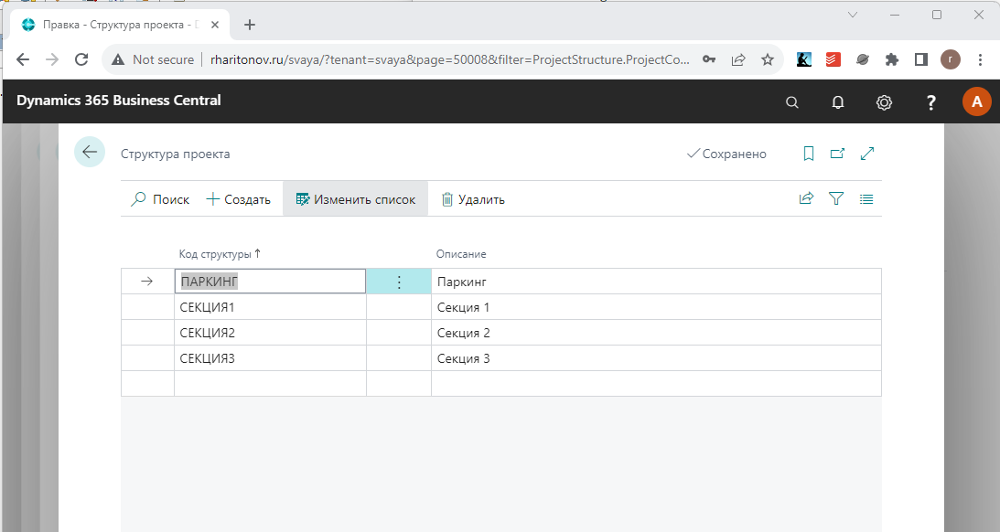 Правка - Структура проекта -
Not secure rharitonov.ru/svaya/?tenant=svaya&page=50008&filter=ProjectStructure.ProjectCo...
r
Dynamics 365 Business Central
?
A
Структура проекта
Сохранено
Поиск
Создать
Изменить список
Удалить
Код структуры ↑ Описание
ПАРКИНГ Паркинг
СЕКЦИЯ1 Секция 1
СЕКЦИЯ2 Секция 2
СЕКЦИЯ3 Секция 3